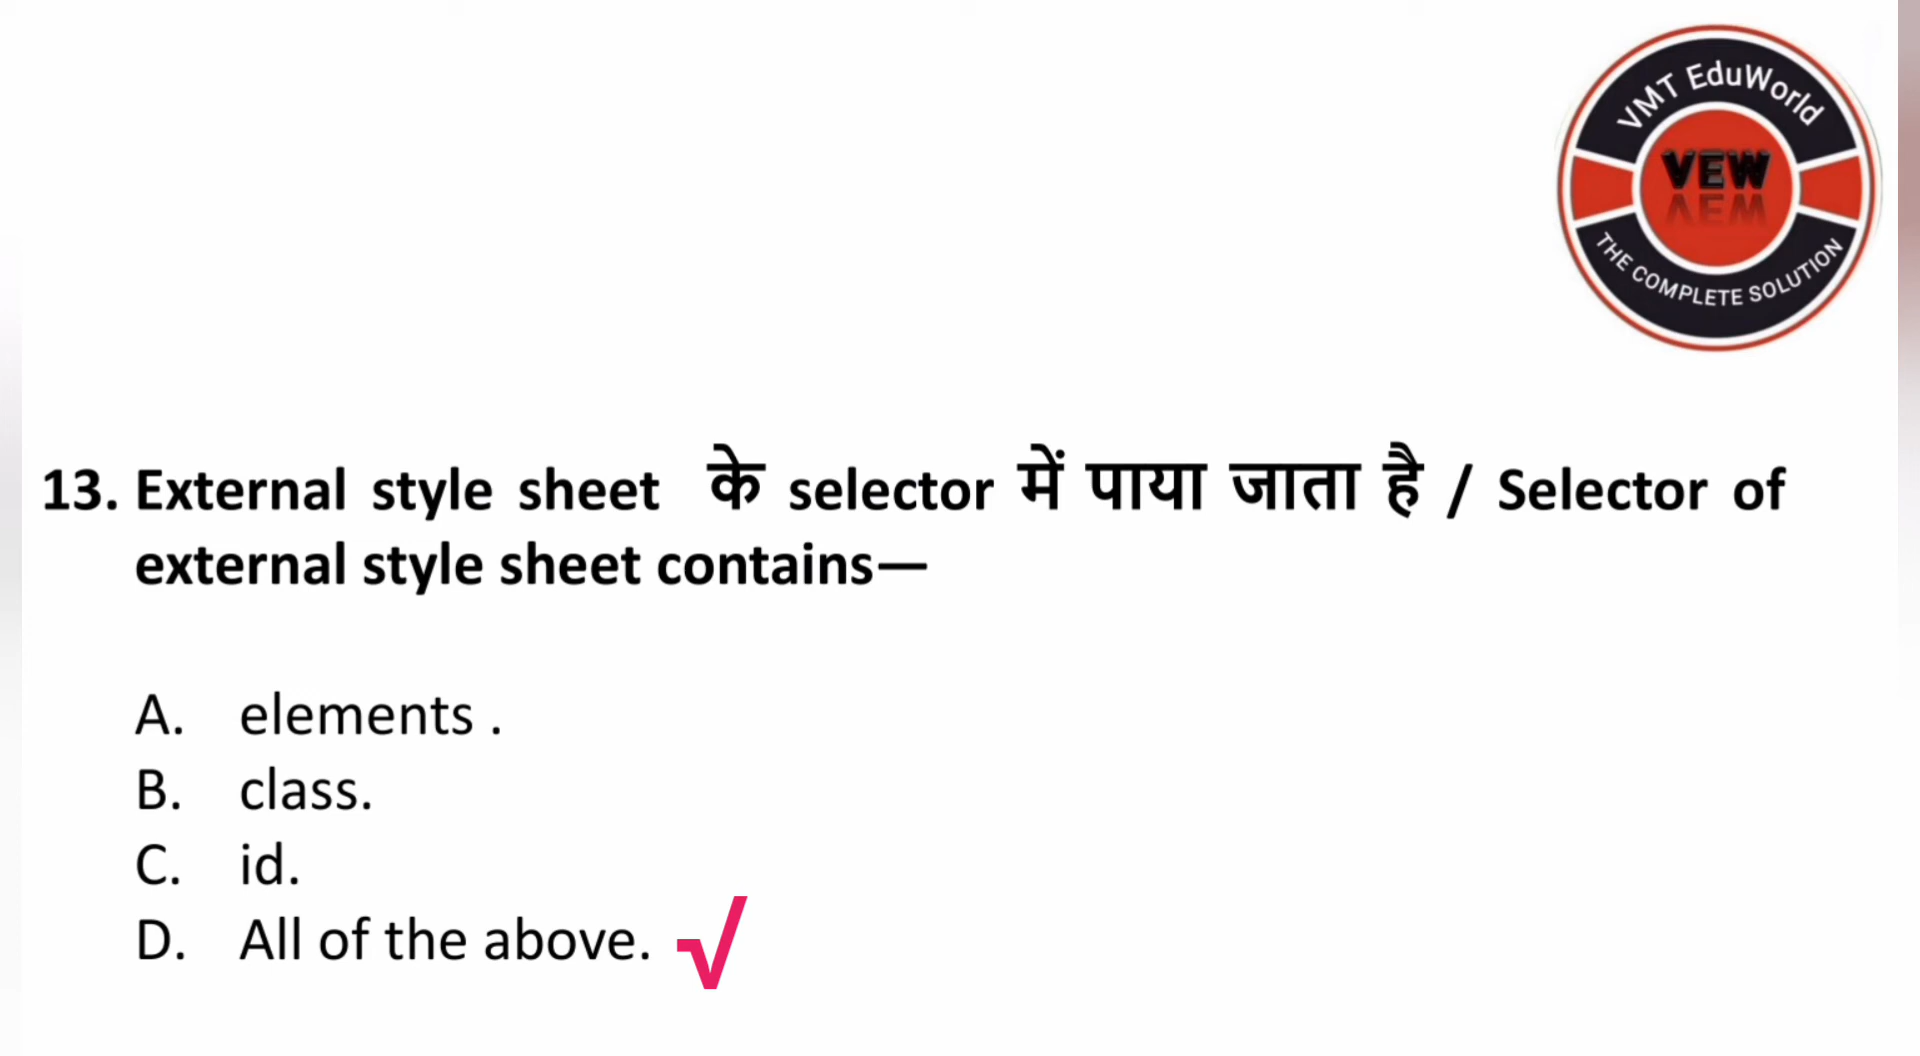 VMT EduWorld
VEW
THE COMPLETE SOLUTION
13. External style sheet के selector में पाया जाता है / Selector of
external style sheet contains—
A. elements .
B. class.
C. id.
D. All of the above. √